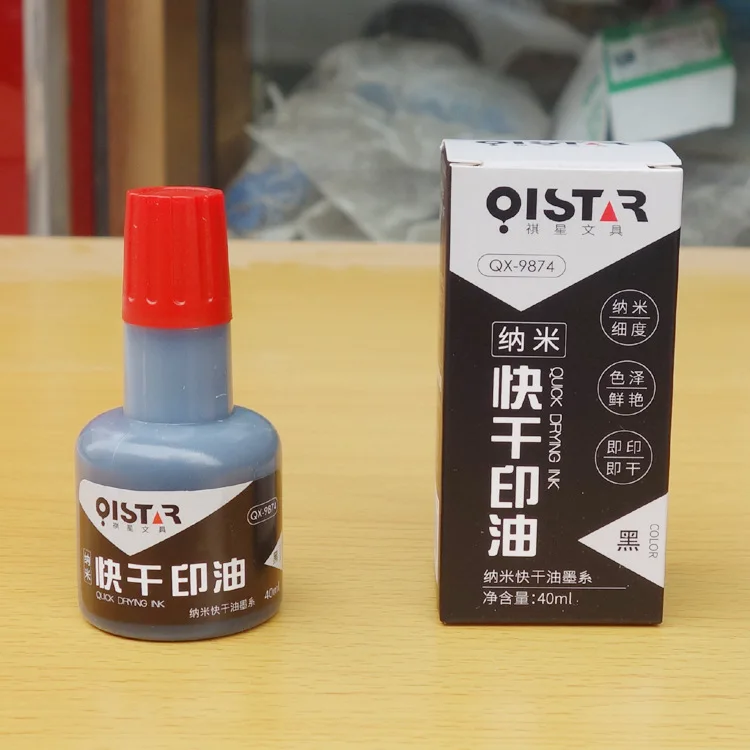 QISTAR
祺星文具
QX-9874
纳米
快干印油
QUICK DRYING INK
纳米快干油墨系
40ml
黑
QISTAR
祺星文具
QX-9874
纳米
快干印油
QUICK DRYING INK
纳米
细度
色泽
鲜艳
即印
即干
黑
COLOR
纳米快干油墨系
净含量:40ml